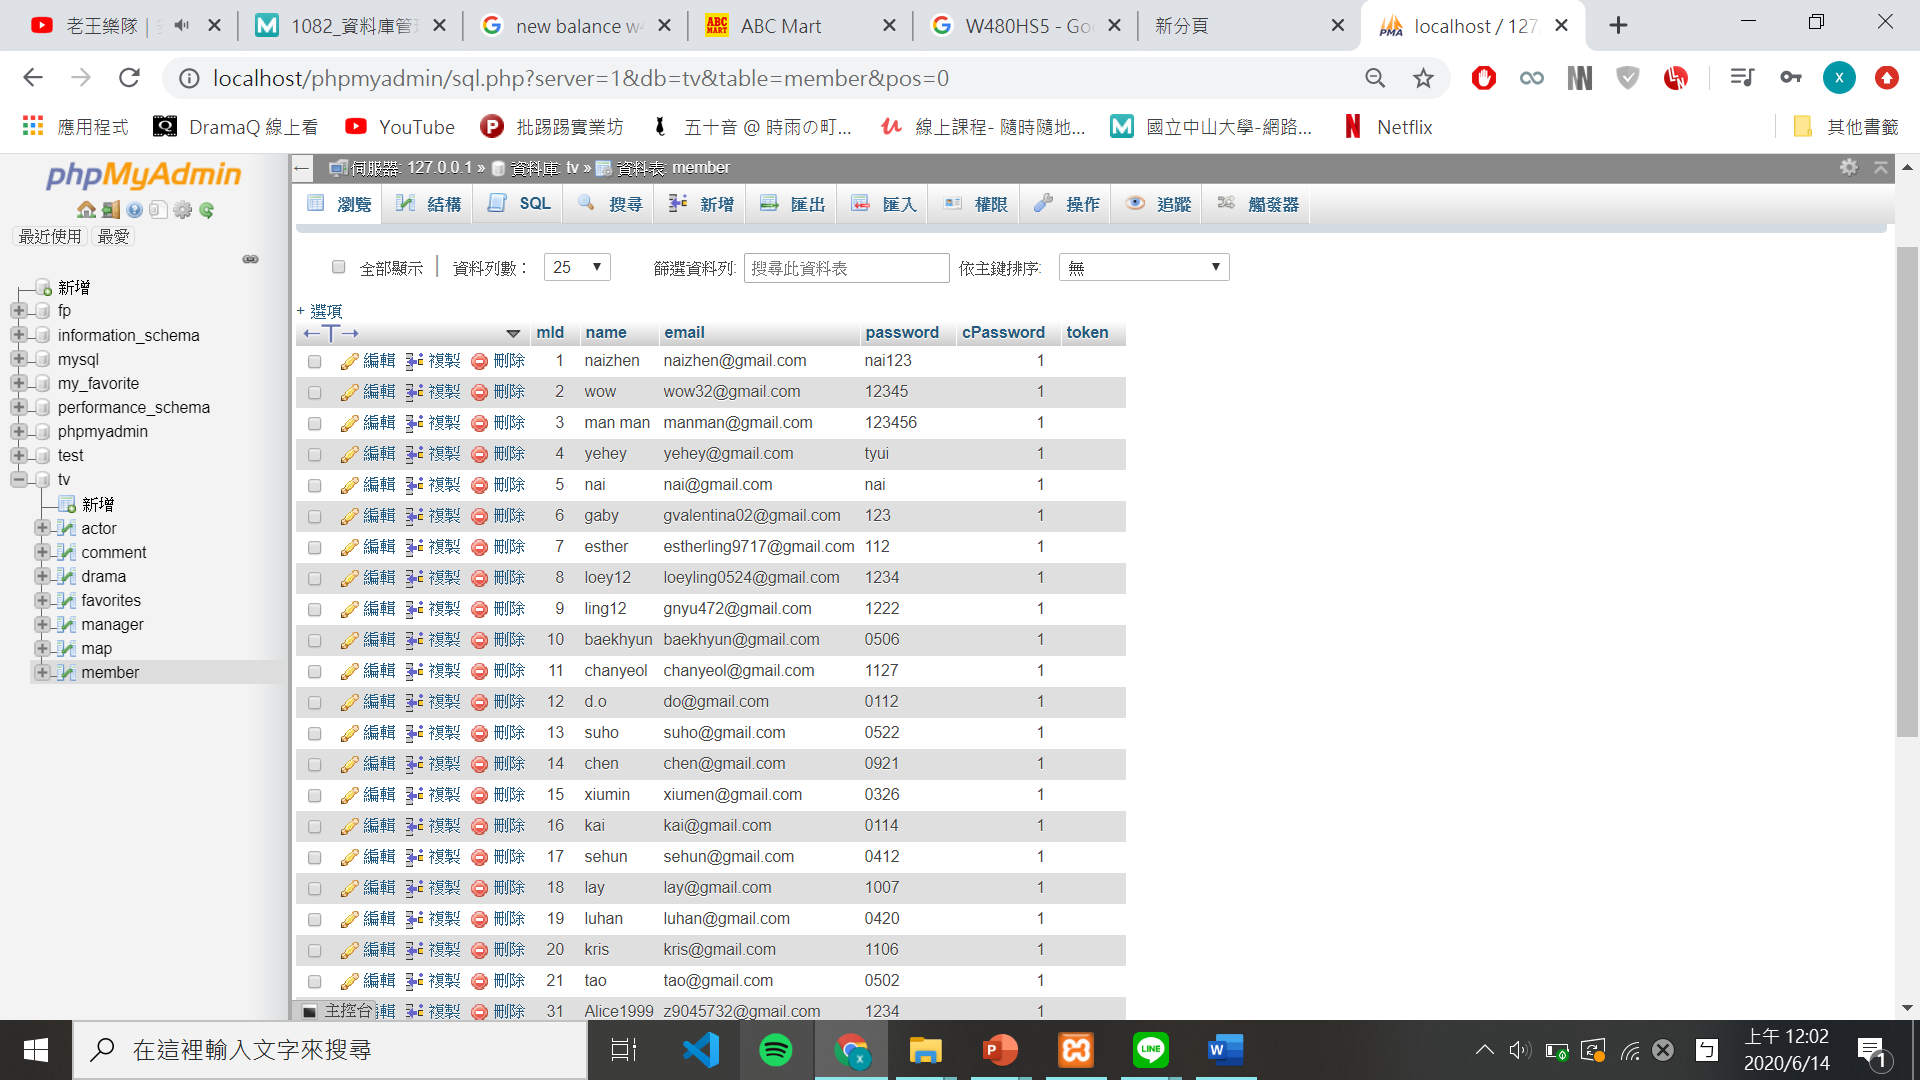 老王樂隊 |
1082_資料庫管
new balance w4
ABC MART
ABC Mart
W480HS5 - Goo
新分頁
PMA
localhost / 127.
localhost/phpmyadmin/sql.php?server=1&db=tv&table=member&pos=0
x
應用程式
DramaQ 線上看
YouTube
批踢踢實業坊
五十音 @ 時雨の町...
線上課程- 隨時隨地...
國立中山大學-網路...
Netflix
其他書籤
phpMyAdmin
最近使用 最愛
新增
fp
information_schema
mysql
my_favorite
performance_schema
phpmyadmin
test
tv
新增
actor
comment
drama
favorites
manager
map
member
伺服器: 127.0.0.1 » 資料庫: tv » 資料表: member
瀏覽 結構 SQL 搜尋 新增 匯出 匯入 權限 操作 追蹤 觸發器
全部顯示 | 資料列數: 25 篩選資料列: 搜尋此資料表 依主鍵排序: 無
+ 選項
←T→ mId name email password cPassword token
編輯 複製 刪除 1 naizhen naizhen@gmail.com nai123 1
編輯 複製 刪除 2 wow wow32@gmail.com 12345 1
編輯 複製 刪除 3 man man manman@gmail.com 123456 1
編輯 複製 刪除 4 yehey yehey@gmail.com tyui 1
編輯 複製 刪除 5 nai nai@gmail.com nai 1
編輯 複製 刪除 6 gaby gvalentina02@gmail.com 123 1
編輯 複製 刪除 7 esther estherling9717@gmail.com 112 1
編輯 複製 刪除 8 loey12 loeyling0524@gmail.com 1234 1
編輯 複製 刪除 9 ling12 gnyu472@gmail.com 1222 1
編輯 複製 刪除 10 baekhyun baekhyun@gmail.com 0506 1
編輯 複製 刪除 11 chanyeol chanyeol@gmail.com 1127 1
編輯 複製 刪除 12 d.o do@gmail.com 0112 1
編輯 複製 刪除 13 suho suho@gmail.com 0522 1
編輯 複製 刪除 14 chen chen@gmail.com 0921 1
編輯 複製 刪除 15 xiumin xiumen@gmail.com 0326 1
編輯 複製 刪除 16 kai kai@gmail.com 0114 1
編輯 複製 刪除 17 sehun sehun@gmail.com 0412 1
編輯 複製 刪除 18 lay lay@gmail.com 1007 1
編輯 複製 刪除 19 luhan luhan@gmail.com 0420 1
編輯 複製 刪除 20 kris kris@gmail.com 1106 1
編輯 複製 刪除 21 tao tao@gmail.com 0502 1
主控台 輯 複製 刪除 31 Alice1999 z9045732@gmail.com 1234 1
在這裡輸入文字來搜尋
上午 12:02
2020/6/14
1